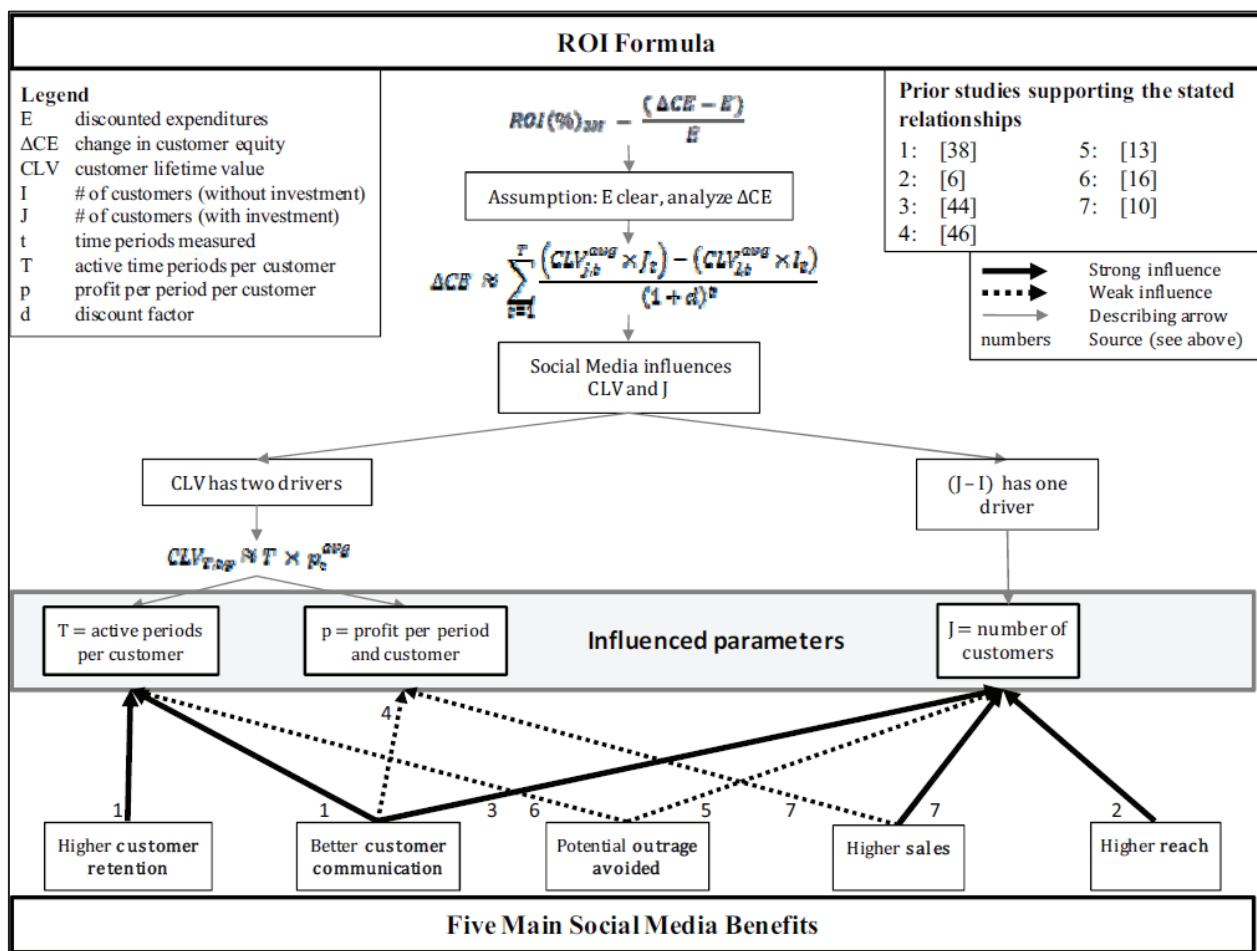 ROI Formula
Legend
E discounted expenditures
ΔCE change in customer equity
CLV customer lifetime value
I # of customers (without investment)
J # of customers (with investment)
t time periods measured
T active time periods per customer
p profit per period per customer
d discount factor
(ΔCE − E)
E
Prior studies supporting the stated
relationships
1: [38] 5: [13]
2: [6] 6: [16]
3: [44] 7: [10]
4: [46]
Strong influence
Weak influence
Describing arrow
numbers Source (see above)
Assumption: E clear, analyze ΔCE
Social Media influences
CLV and J
CLV has two drivers
(J – I) has one
driver
T = active periods
per customer
p = profit per period
and customer
Influenced parameters
J = number of
customers
4
1 1 3 6 5 7 7 2
Higher customer
retention
Better customer
communication
Potential outrage
avoided
Higher sales
Higher reach
Five Main Social Media Benefits